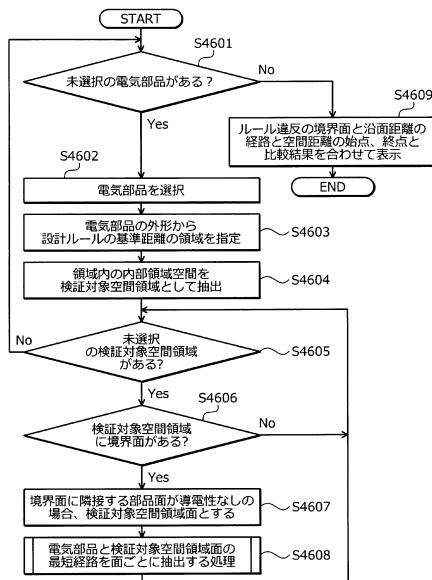 START
S4601
未選択の電気部品がある?
No
Yes
S4609
ルール違反の境界面と沿面距離の
経路と空間距離の始点、終点と
比較結果を合わせて表示
END
S4602
電気部品を選択
電気部品の外形から
設計ルールの基準距離の領域を指定
S4603
領域内の内部領域空間を
検証対象空間領域として抽出
S4604
No
未選択
の検証対象空間領域
がある?
S4605
Yes
S4606
検証対象空間領域
に境界面がある?
No
Yes
境界面に隣接する部品面が導電性なしの
場合、検証対象空間領域面とする
S4607
電気部品と検証対象空間領域面の
最短経路を面ごとに抽出する処理
S4608